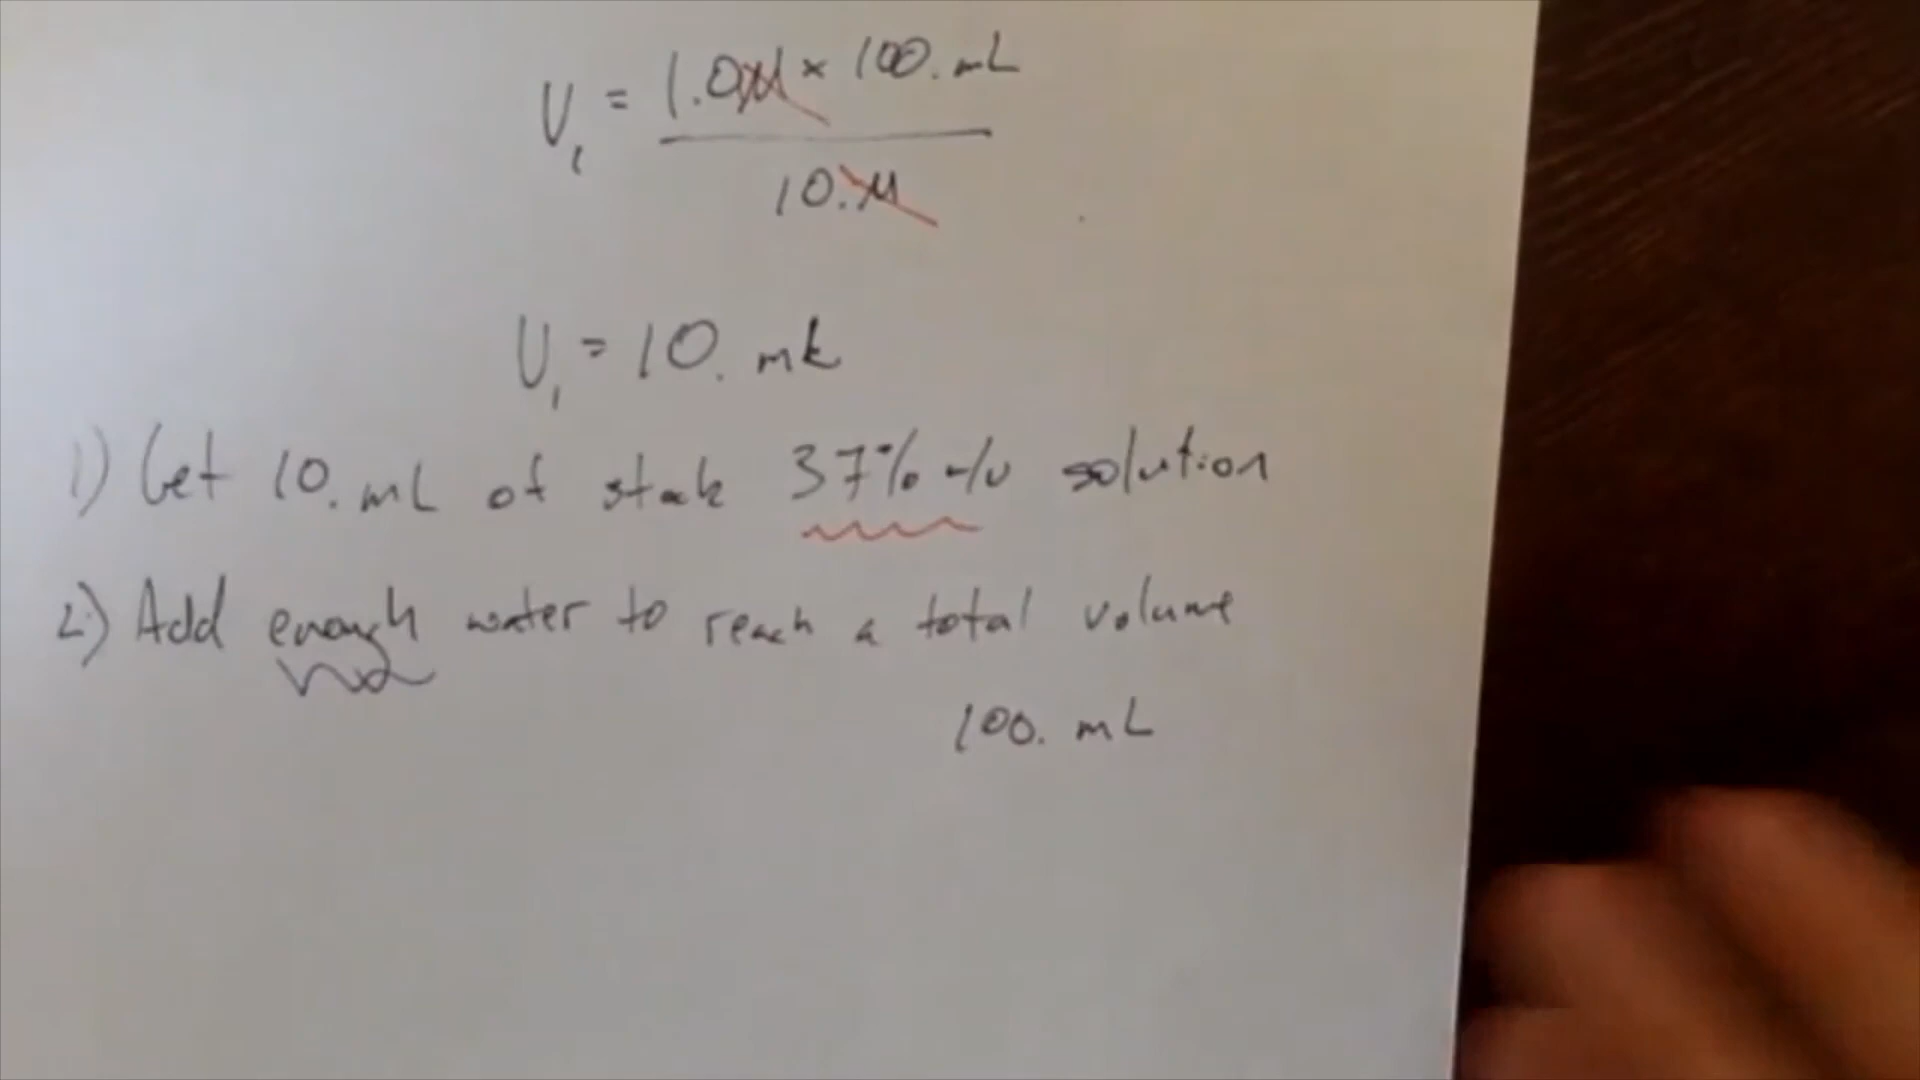 V₁ = 1.0M × 100. mL
10. M
V₁ = 10. mL
1) Get 10. mL of stock 37% v/v solution
2) Add enough water to reach a total volume
100. mL